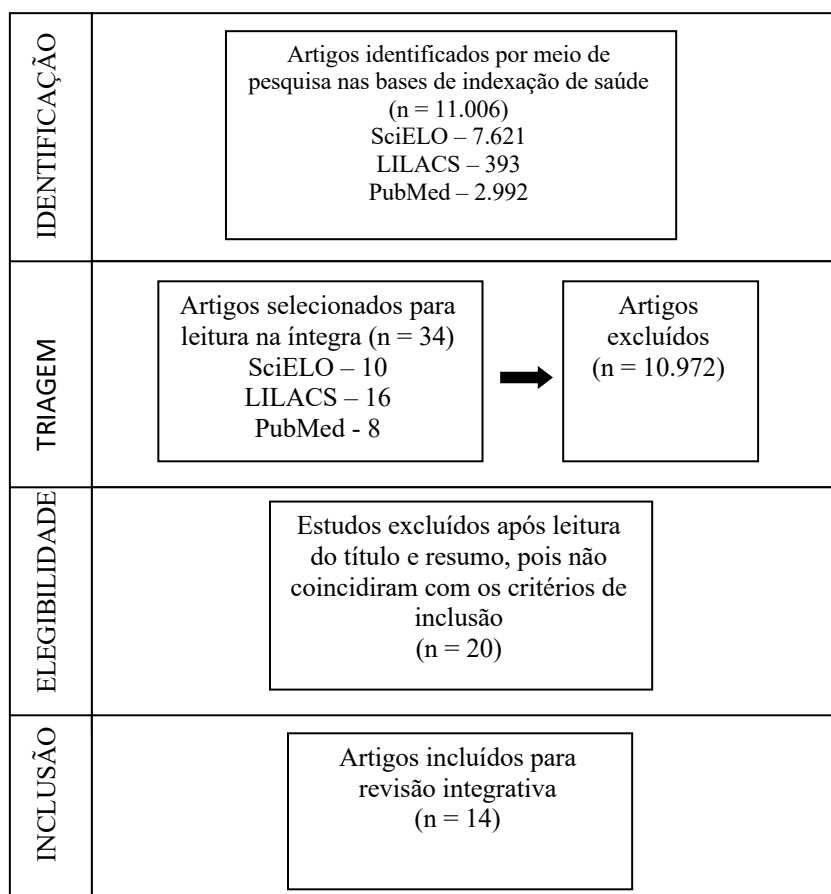 IDENTIFICAÇÃO
Artigos identificados por meio de
pesquisa nas bases de indexação de saúde
(n = 11.006)
SciELO – 7.621
LILACS – 393
PubMed – 2.992
TRIAGEM
Artigos selecionados para
leitura na íntegra (n = 34)
SciELO – 10
LILACS – 16
PubMed - 8
Artigos
excluídos
(n = 10.972)
ELEGIBILIDADE
Estudos excluídos após leitura
do título e resumo, pois não
coincidiram com os critérios de
inclusão
(n = 20)
INCLUSÃO
Artigos incluídos para
revisão integrativa
(n = 14)